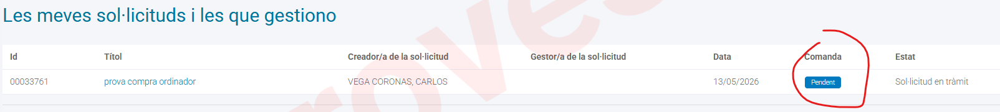 Les meves sol·licituds i les que gestiono
Id Títol Creador/a de la sol·licitud Gestor/a de la sol·licitud Data Comanda Estat
00033761 prova compra ordinador VEGA CORONAS, CARLOS 13/05/2026 Pendent Sol·licitud en tràmit
roves